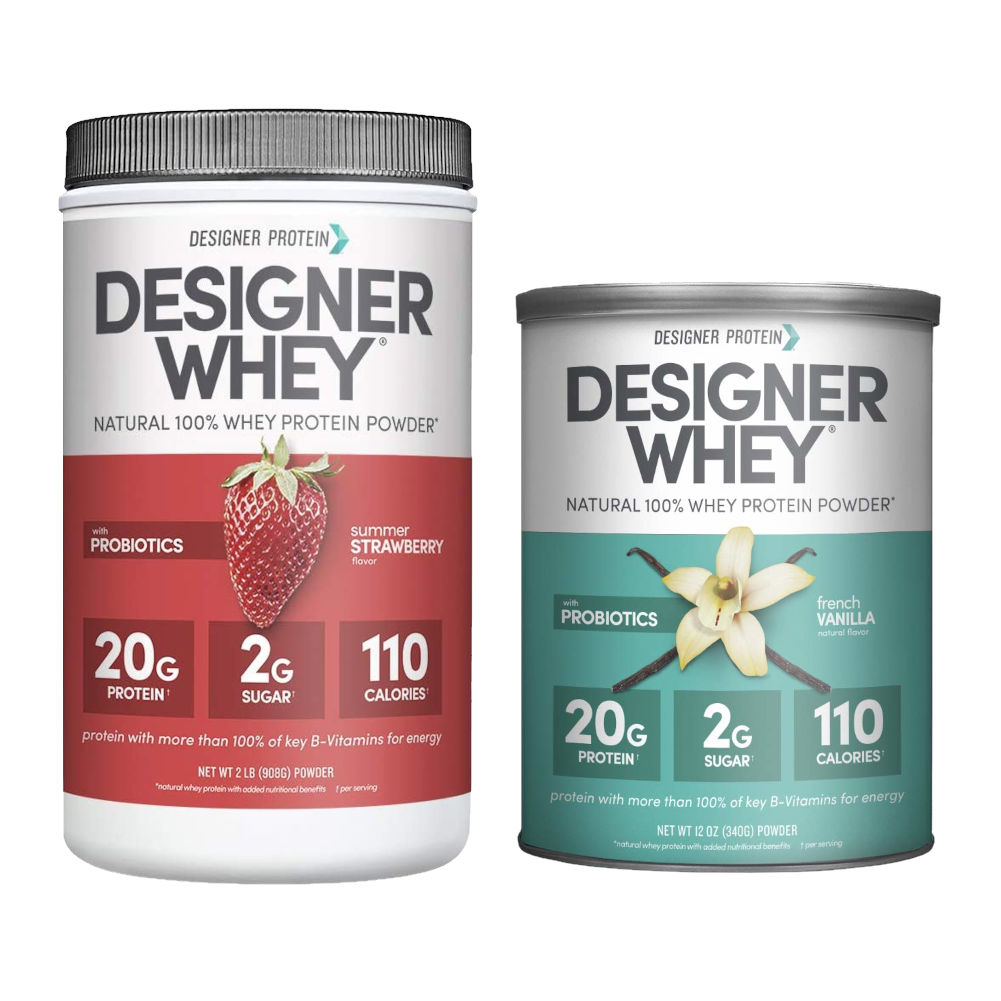 DESIGNER PROTEIN
DESIGNER
WHEY®
NATURAL 100% WHEY PROTEIN POWDER*
with
PROBIOTICS
summer
STRAWBERRY
flavor
20G
PROTEIN†
2G
SUGAR†
110
CALORIES†
protein with more than 100% of key B-Vitamins for energy
NET WT 2 LB (908G) POWDER
*natural whey protein with added nutritional benefits † per serving
DESIGNER PROTEIN
DESIGNER
WHEY®
NATURAL 100% WHEY PROTEIN POWDER*
with
PROBIOTICS
french
VANILLA
natural flavor
20G
PROTEIN†
2G
SUGAR†
110
CALORIES†
protein with more than 100% of key B-Vitamins for energy
NET WT 12 OZ (340G) POWDER
*natural whey protein with added nutritional benefits † per serving